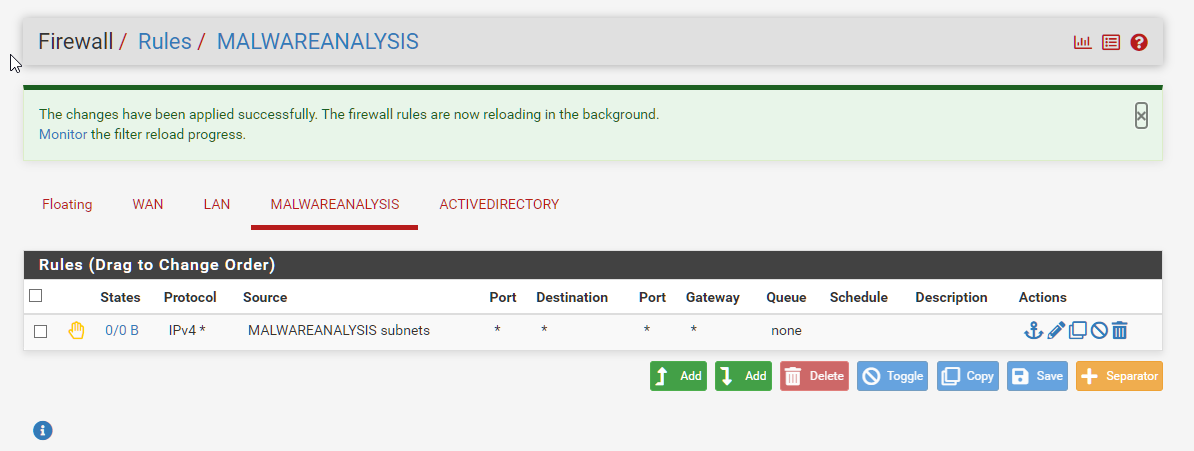 Firewall / Rules / MALWAREANALYSIS
The changes have been applied successfully. The firewall rules are now reloading in the background.
Monitor the filter reload progress.
Floating WAN LAN MALWAREANALYSIS ACTIVEDIRECTORY
Rules (Drag to Change Order)
States Protocol Source Port Destination Port Gateway Queue Schedule Description Actions
0/0 B IPv4 * MALWAREANALYSIS subnets * * * * none
Add Add Delete Toggle Copy Save Separator